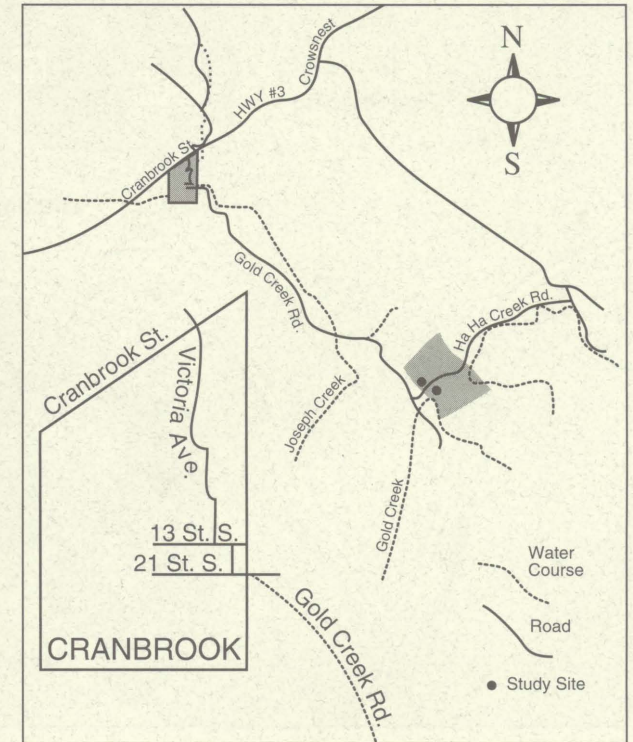 N
S
Crowsnest
HWY #3
Cranbrook St.
Gold Creek Rd.
Ha Ha Creek Rd.
Joseph Creek
Gold Creek
Cranbrook St.
Victoria Ave.
13 St. S.
21 St. S.
CRANBROOK
Gold Creek Rd.
Water
Course
Road
Study Site